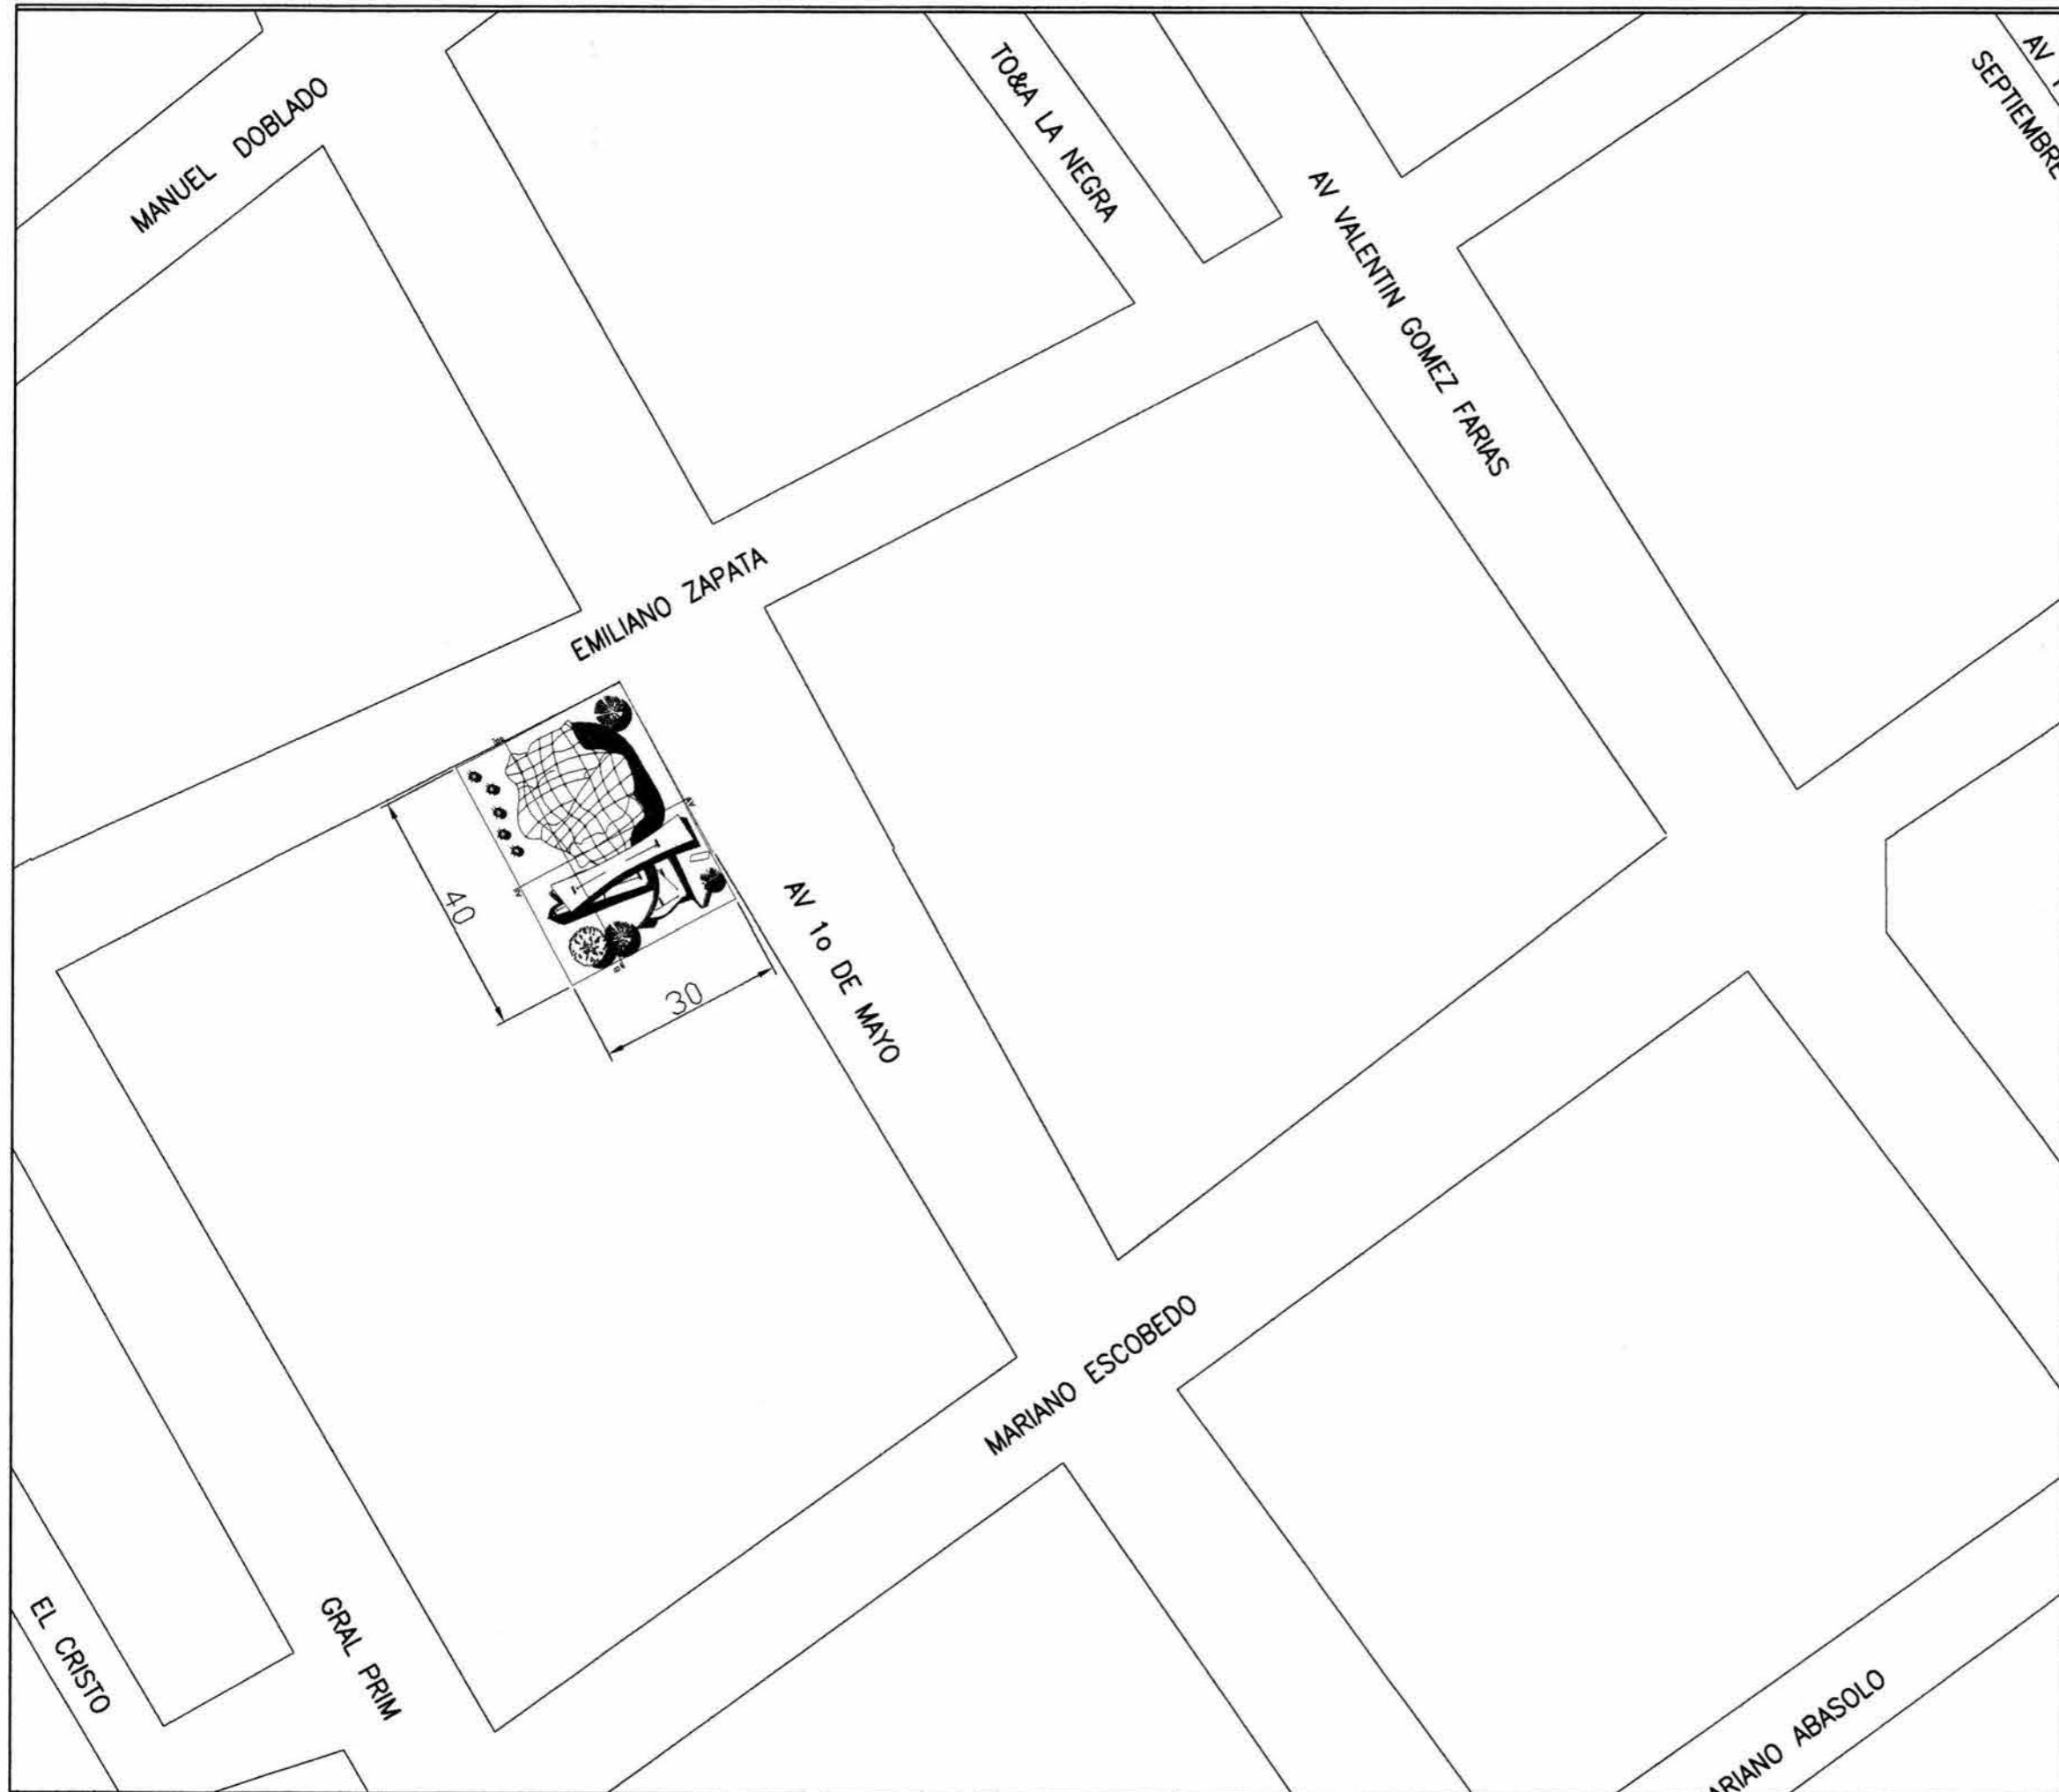 MANUEL DOBLADO
TO&A LA NEGRA
AV VALENTIN GOMEZ FARIAS
AV
SEPTIEMBRE
EMILIANO ZAPATA
40
30
AV 1o DE MAYO
MARIANO ESCOBEDO
EL CRISTO
GRAL PRIM
ARIANO ABASOLO